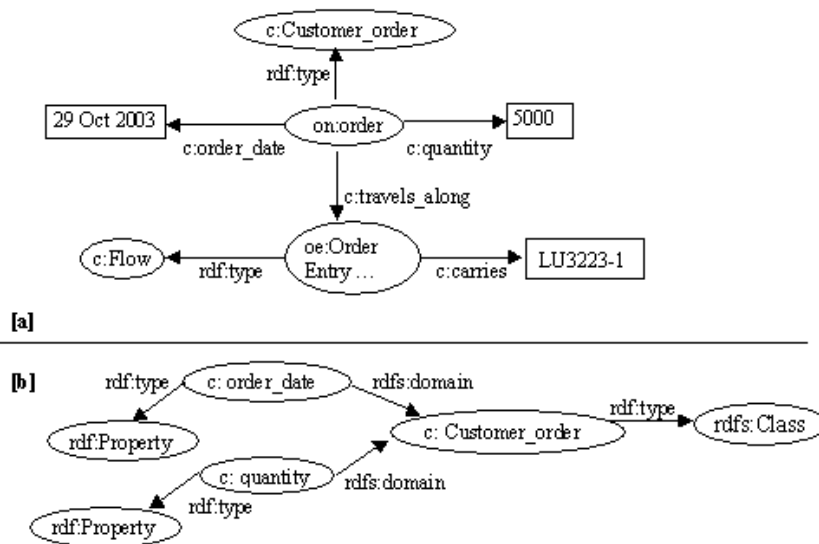 c:Customer_order
rdf:type
29 Oct 2003
on:order
5000
c:order_date
c:quantity
c:travels_along
c:Flow
rdf:type
oe:Order
Entry ...
c:carries
LU3223-1
[a]
[b]
rdf:type
c: order_date
rdfs:domain
rdf:Property
c: Customer_order
rdf:type
rdfs:Class
c: quantity
rdfs:domain
rdf:type
rdf:Property